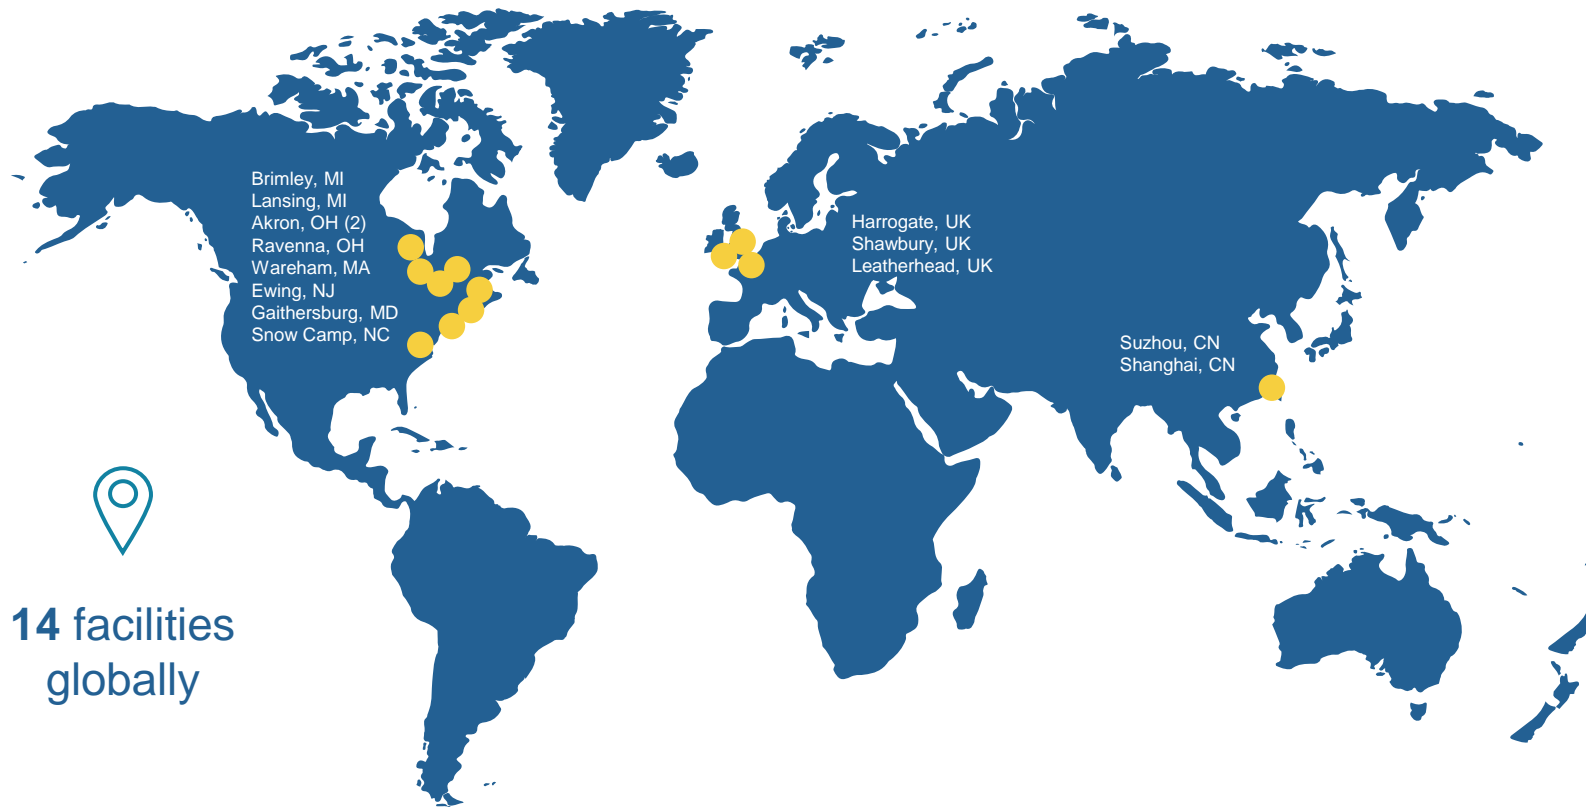 Brimley, MI
Lansing, MI
Akron, OH (2)
Ravenna, OH
Wareham, MA
Ewing, NJ
Gaithersburg, MD
Snow Camp, NC
Harrogate, UK
Shawbury, UK
Leatherhead, UK
Suzhou, CN
Shanghai, CN
14 facilities
globally